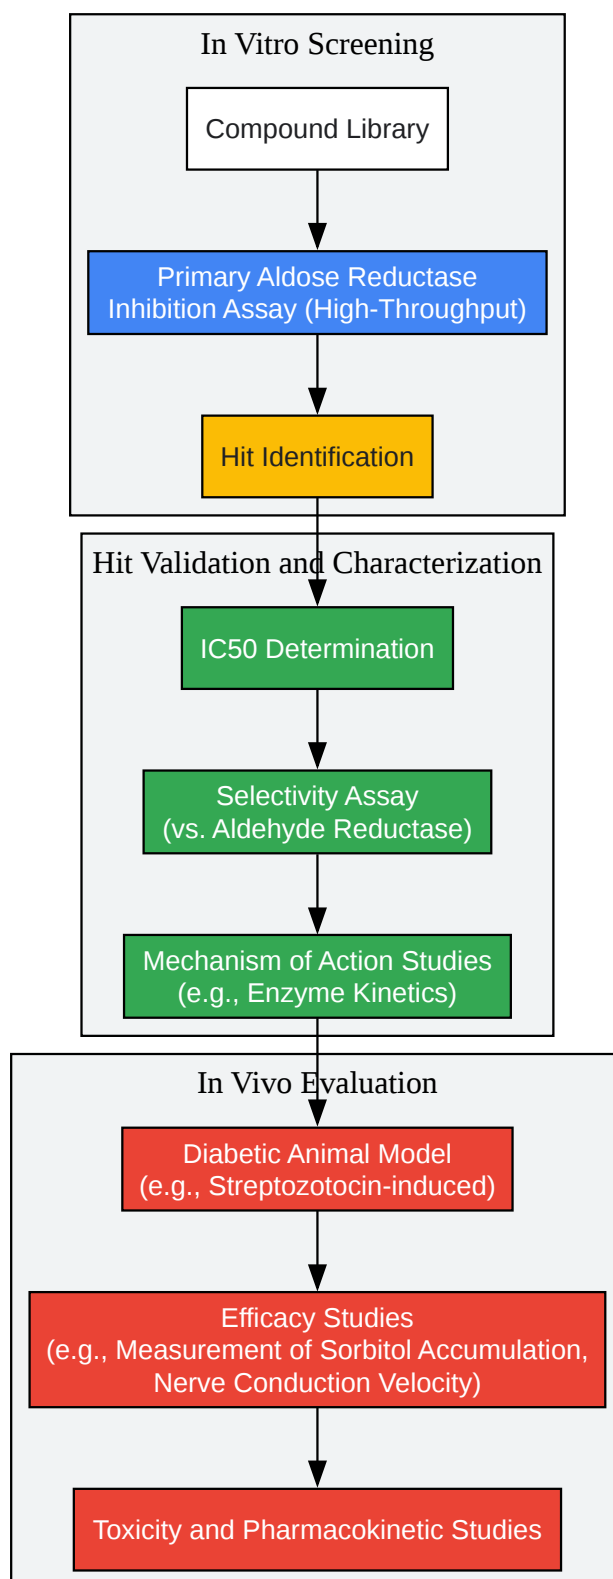 In Vitro Screening
Compound Library
Primary Aldose Reductase
Inhibition Assay (High-Throughput)
Hit Identification
Hit Validation and Characterization
IC50 Determination
Selectivity Assay
(vs. Aldehyde Reductase)
Mechanism of Action Studies
(e.g., Enzyme Kinetics)
In Vivo Evaluation
Diabetic Animal Model
(e.g., Streptozotocin-induced)
Efficacy Studies
(e.g., Measurement of Sorbitol Accumulation,
Nerve Conduction Velocity)
Toxicity and Pharmacokinetic Studies